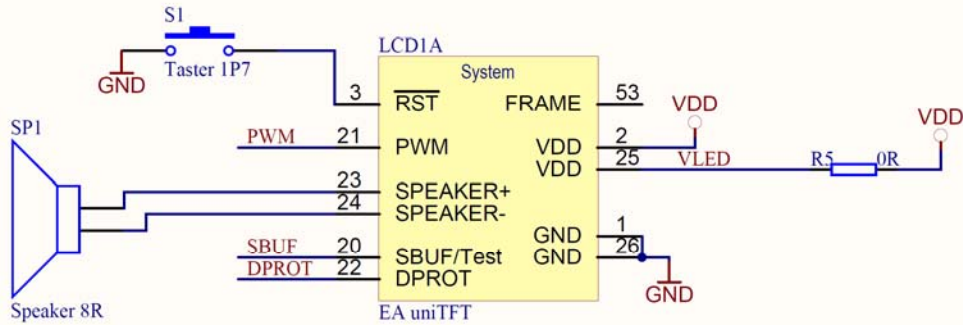 S1
GND
Taster 1P7
LCD1A
System
3
RST
FRAME
53
VDD
VDD
SP1
PWM
21
PWM
VDD
2
VDD
25
VLED
R5
0R
23
SPEAKER+
24
SPEAKER-
GND
1
GND
26
SBUF
20
SBUF/Test
DPROT
22
DPROT
GND
Speaker 8R
EA uniTFT